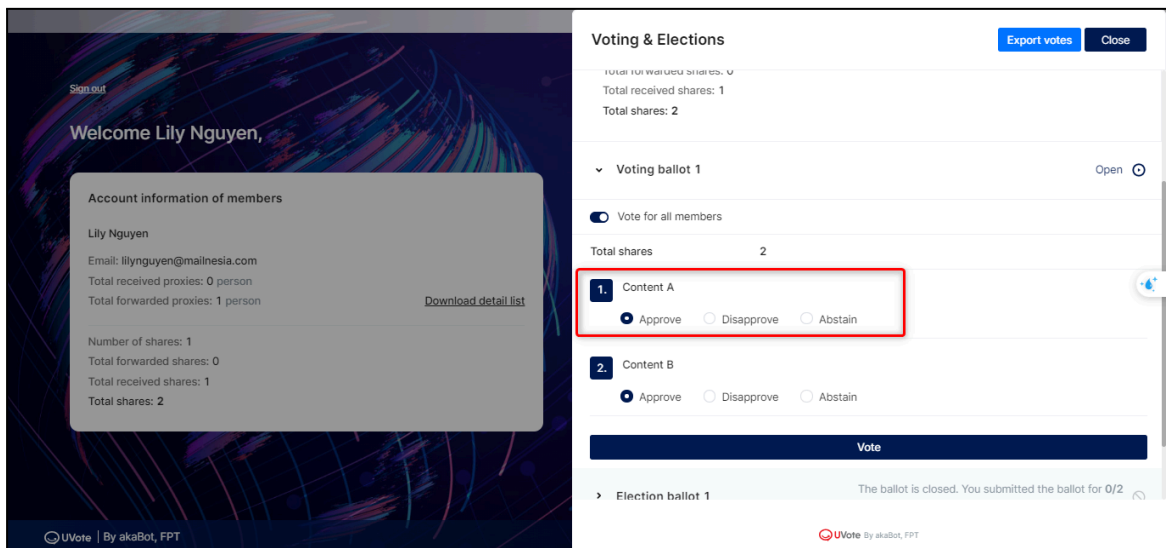 Sign out
Welcome Lily Nguyen,
Account information of members
Lily Nguyen
Email: lilynguyen@mailnesia.com
Total received proxies: 0 person
Total forwarded proxies: 1 person
Download detail list
Number of shares: 1
Total forwarded shares: 0
Total received shares: 1
Total shares: 2
UVote | By akaBot, FPT
Voting & Elections
Export votes
Close
Total forwarded shares: 0
Total received shares: 1
Total shares: 2
Voting ballot 1
Open
Vote for all members
Total shares 2
1. Content A
Approve Disapprove Abstain
2. Content B
Approve Disapprove Abstain
Vote
Election ballot 1
The ballot is closed. You submitted the ballot for 0/2
UVote By akaBot, FPT